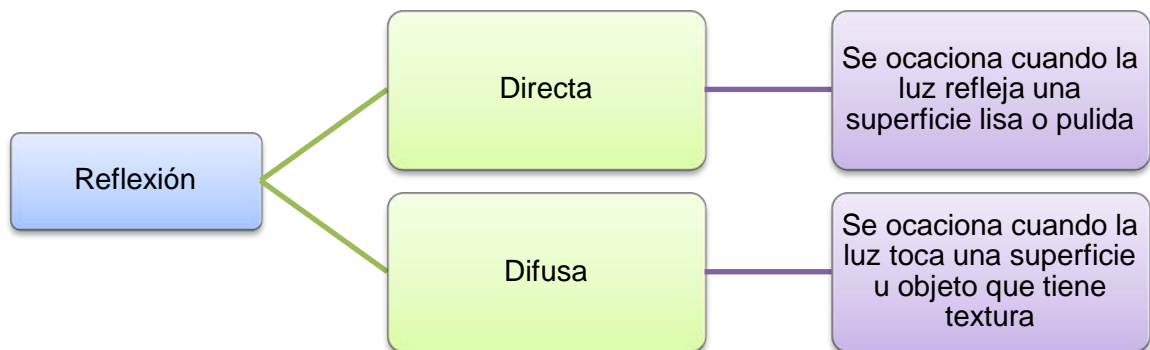 Reflexión
Directa
Se ocaciona cuando la
luz refleja una
superficie lisa o pulida
Difusa
Se ocaciona cuando la
luz toca una superficie
u objeto que tiene
textura